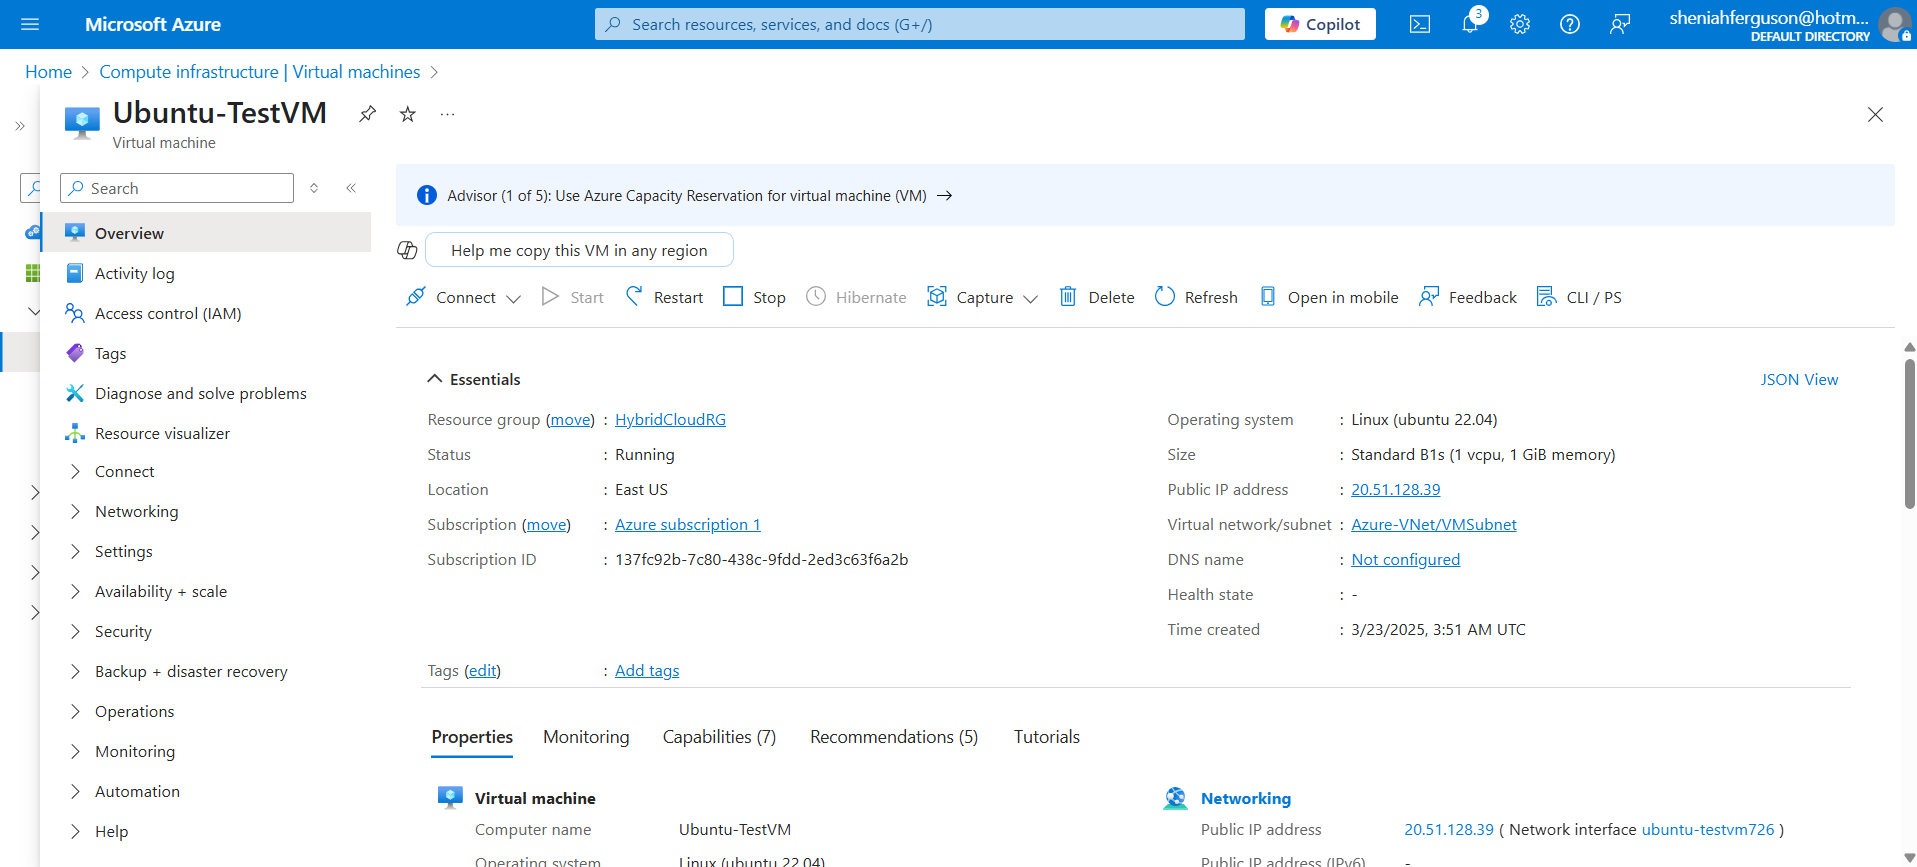 Microsoft Azure
Search resources, services, and docs (G+/)
Copilot
3
sheniahferguson@hotm...
DEFAULT DIRECTORY
Home > Compute infrastructure | Virtual machines >
Ubuntu-TestVM
Virtual machine
Search
Overview
Activity log
Access control (IAM)
Tags
Diagnose and solve problems
Resource visualizer
Connect
Networking
Settings
Availability + scale
Security
Backup + disaster recovery
Operations
Monitoring
Automation
Help
Advisor (1 of 5): Use Azure Capacity Reservation for virtual machine (VM) →
Help me copy this VM in any region
Connect Start Restart Stop Hibernate Capture Delete Refresh Open in mobile Feedback CLI / PS
Essentials
JSON View
Resource group (move) : HybridCloudRG
Status : Running
Location : East US
Subscription (move) : Azure subscription 1
Subscription ID : 137fc92b-7c80-438c-9fdd-2ed3c63f6a2b
Operating system : Linux (ubuntu 22.04)
Size : Standard B1s (1 vcpu, 1 GiB memory)
Public IP address : 20.51.128.39
Virtual network/subnet : Azure-VNet/VMSubnet
DNS name : Not configured
Health state : -
Time created : 3/23/2025, 3:51 AM UTC
Tags (edit) : Add tags
Properties Monitoring Capabilities (7) Recommendations (5) Tutorials
Virtual machine
Computer name Ubuntu-TestVM
Operating system Linux (ubuntu 22.04)
Networking
Public IP address 20.51.128.39 ( Network interface ubuntu-testvm726 )
Public IP address (IPv6) -